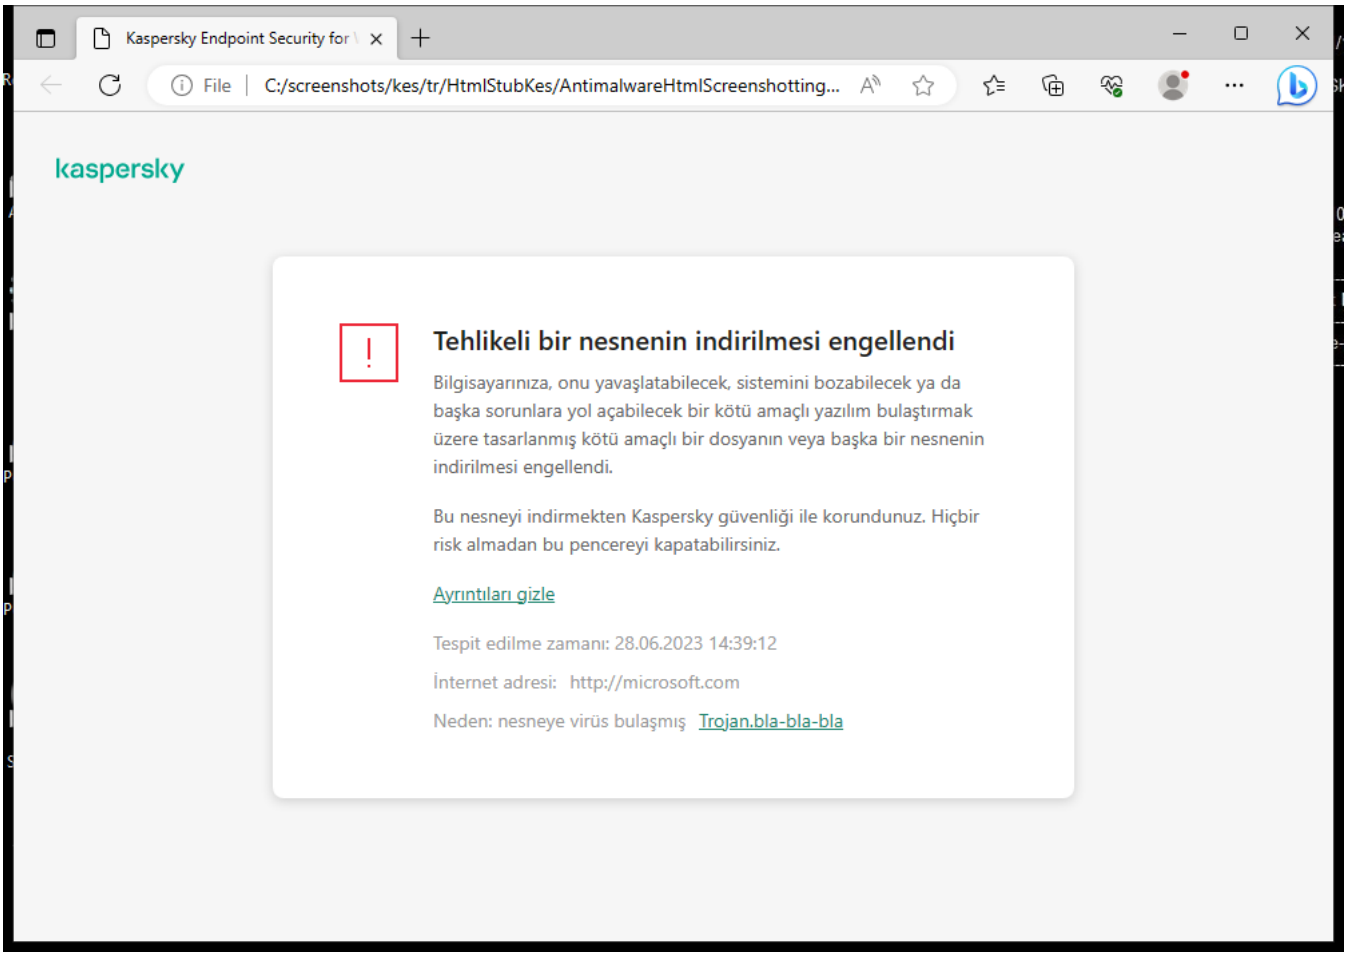 Kaspersky Endpoint Security for
File
C:/screenshots/kes/tr/HtmlStubKes/AntimalwareHtmlScreenshotting...
kaspersky
Tehlikeli bir nesnenin indirilmesi engellendi
Bilgisayarınıza, onu yavaşlatabilecek, sistemini bozabilecek ya da
başka sorunlara yol açabilecek bir kötü amaçlı yazılım bulaştırmak
üzere tasarlanmış kötü amaçlı bir dosyanın veya başka bir nesnenin
indirilmesi engellendi.
Bu nesneyi indirmekten Kaspersky güvenliği ile korundunuz. Hiçbir
risk almadan bu pencereyi kapatabilirsiniz.
Ayrıntıları gizle
Tespit edilme zamanı: 28.06.2023 14:39:12
İnternet adresi: http://microsoft.com
Neden: nesneye virüs bulaşmış Trojan.bla-bla-bla